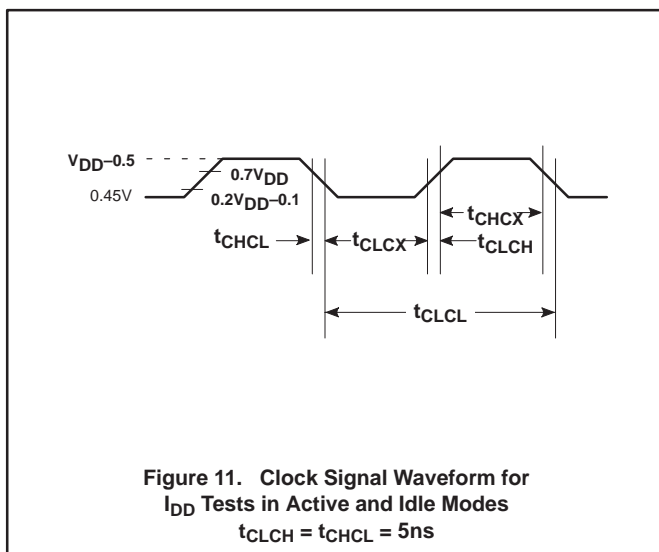 VDD–0.5
0.7VDD
0.45V
0.2VDD–0.1
tCHCX
tCHCL
tCLCX
tCLCH
tCLCL
Figure 11. Clock Signal Waveform for
IDD Tests in Active and Idle Modes
tCLCH = tCHCL = 5ns